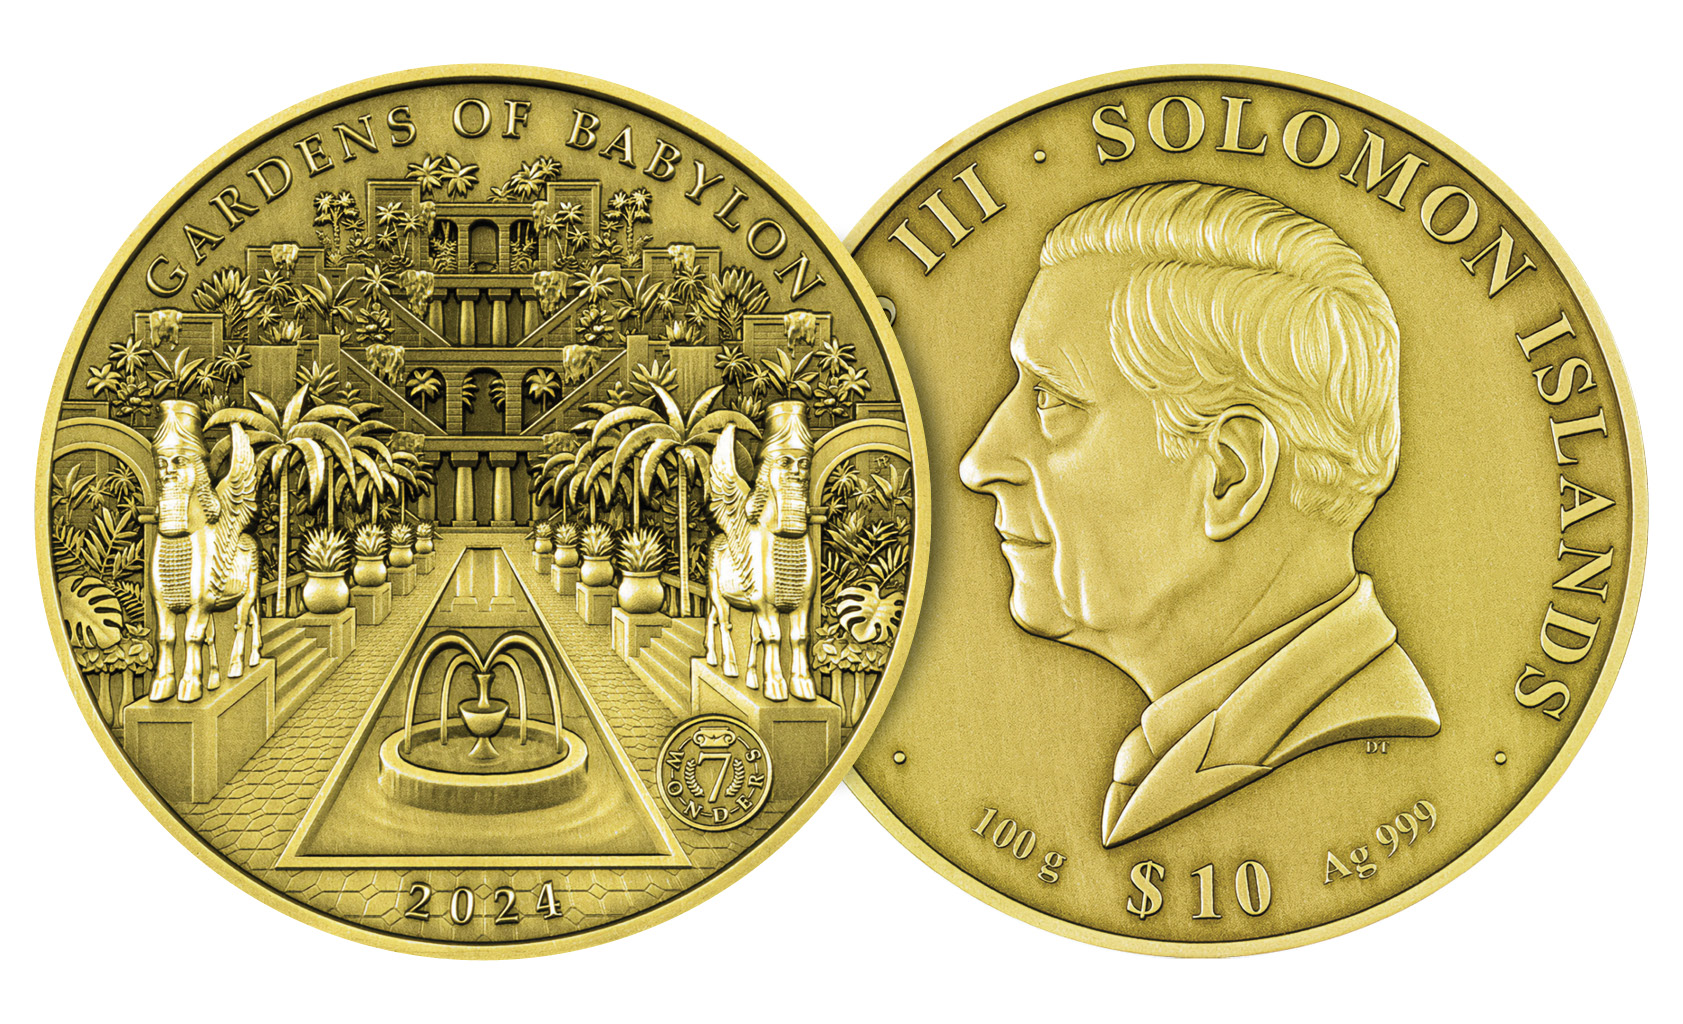 GARDENS OF BABYLON
7
WONDERS
2024
III · SOLOMON ISLANDS
DT
100 g
$10
Ag 999